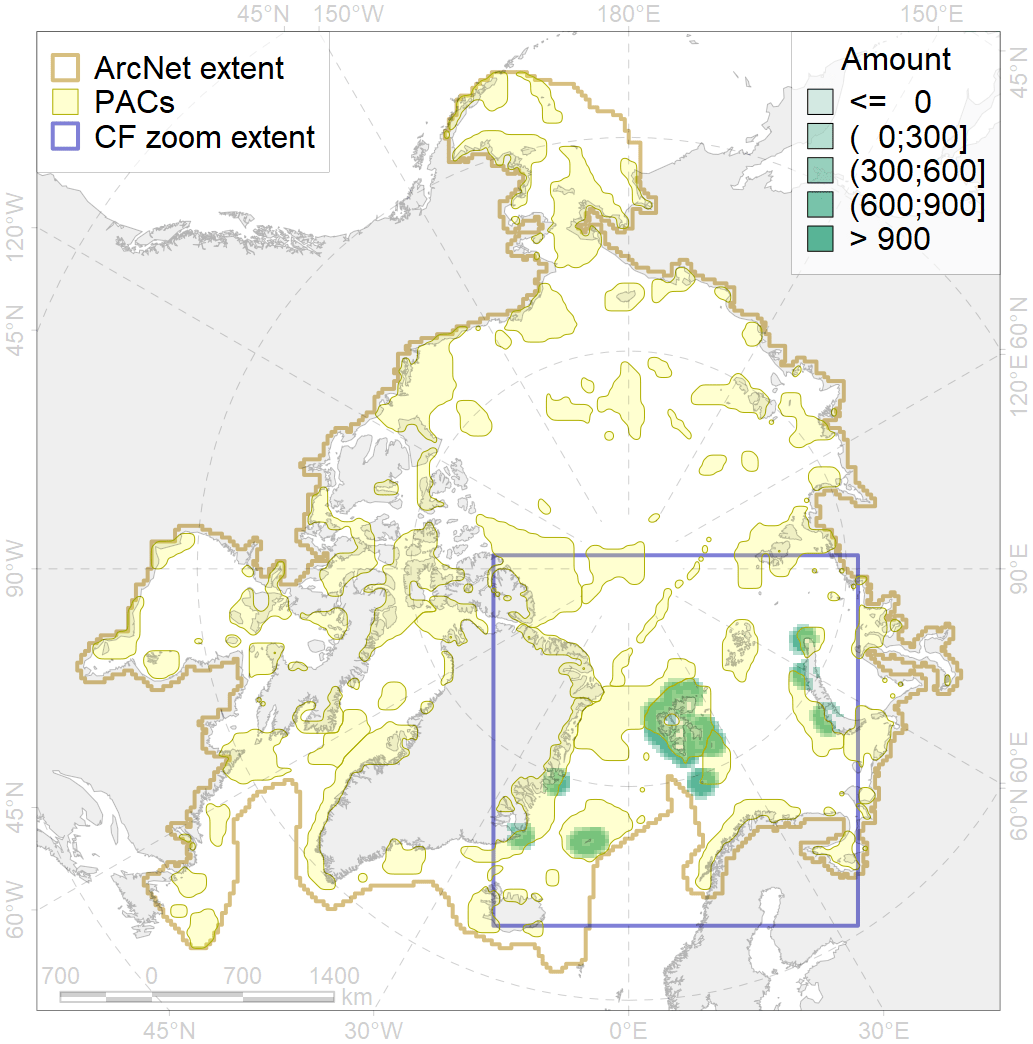 45°N 150°W 180°E 150°E
ArcNet extent
PACs
CF zoom extent
Amount
<= 0
( 0;300]
(300;600]
(600;900]
> 900
45°N
120°W
45°N
60°N
120°E
90°W
90°E
45°N
60°E
60°N
60°W
700 0 700 1400
km
45°W 30°W 0°E 30°E